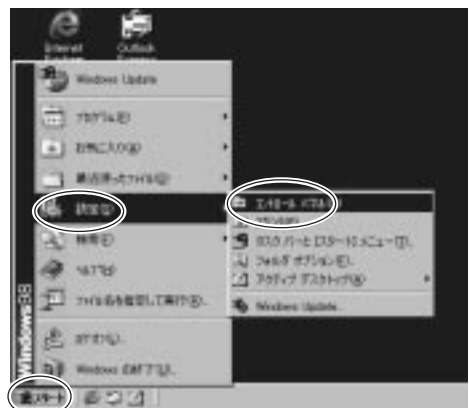 Internet
Outlook
Windows Update
プログラム(P)
お気に入り(A)
最近使ったファイル(D)
設定(S)
検索(F)
ヘルプ(H)
ファイル名を指定して実行(R)...
Windows の終了(U)...
Windows98
スタート
コントロール パネル(C)
プリンタ(P)
タスク バーと [スタート] メニュー(T)...
フォルダ オプション(F)...
アクティブ デスクトップ(A)
Windows Update...